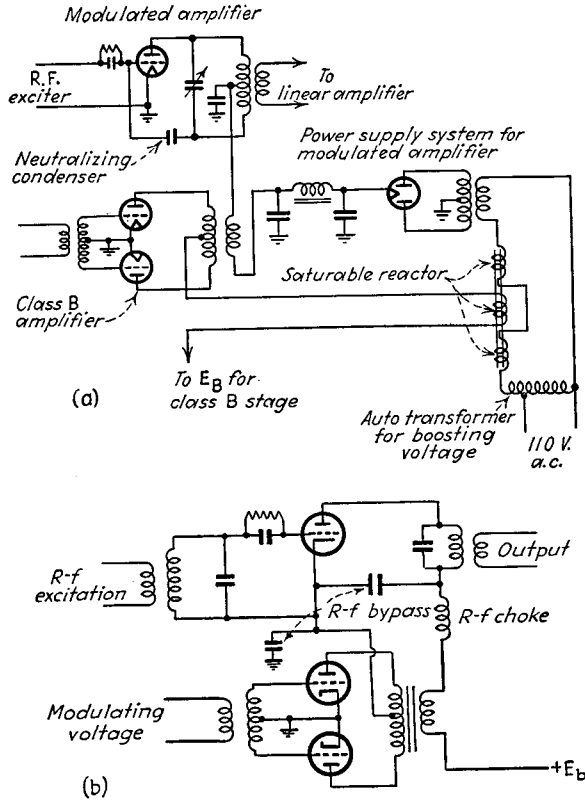 Modulated amplifier
R.F.
exciter
To
linear amplifier
Neutralizing
condenser
Power supply system for
modulated amplifier
Class B
amplifier
Saturable reactor
To EB for
class B stage
(a)
Auto transformer
for boosting
voltage
110 V.
a.c.
R-f
excitation
Output
R-f bypass
R-f choke
Modulating
voltage
+Eb
(b)